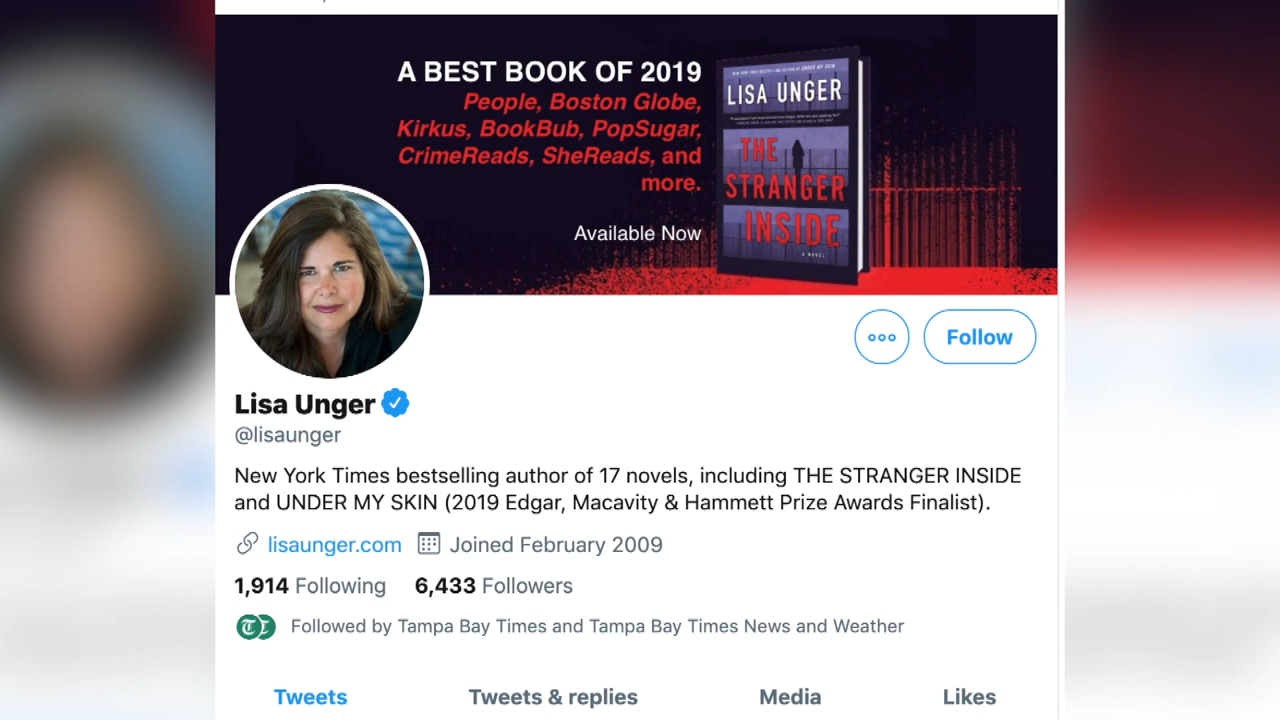 A BEST BOOK OF 2019
People, Boston Globe,
Kirkus, BookBub, PopSugar,
CrimeReads, SheReads, and
more.
Available Now
LISA UNGER
THE
STRANGER
INSIDE
A NOVEL
Follow
Lisa Unger
@lisaunger
New York Times bestselling author of 17 novels, including THE STRANGER INSIDE
and UNDER MY SKIN (2019 Edgar, Macavity & Hammett Prize Awards Finalist).
lisaunger.com Joined February 2009
1,914 Following 6,433 Followers
Followed by Tampa Bay Times and Tampa Bay Times News and Weather
Tweets Tweets & replies Media Likes